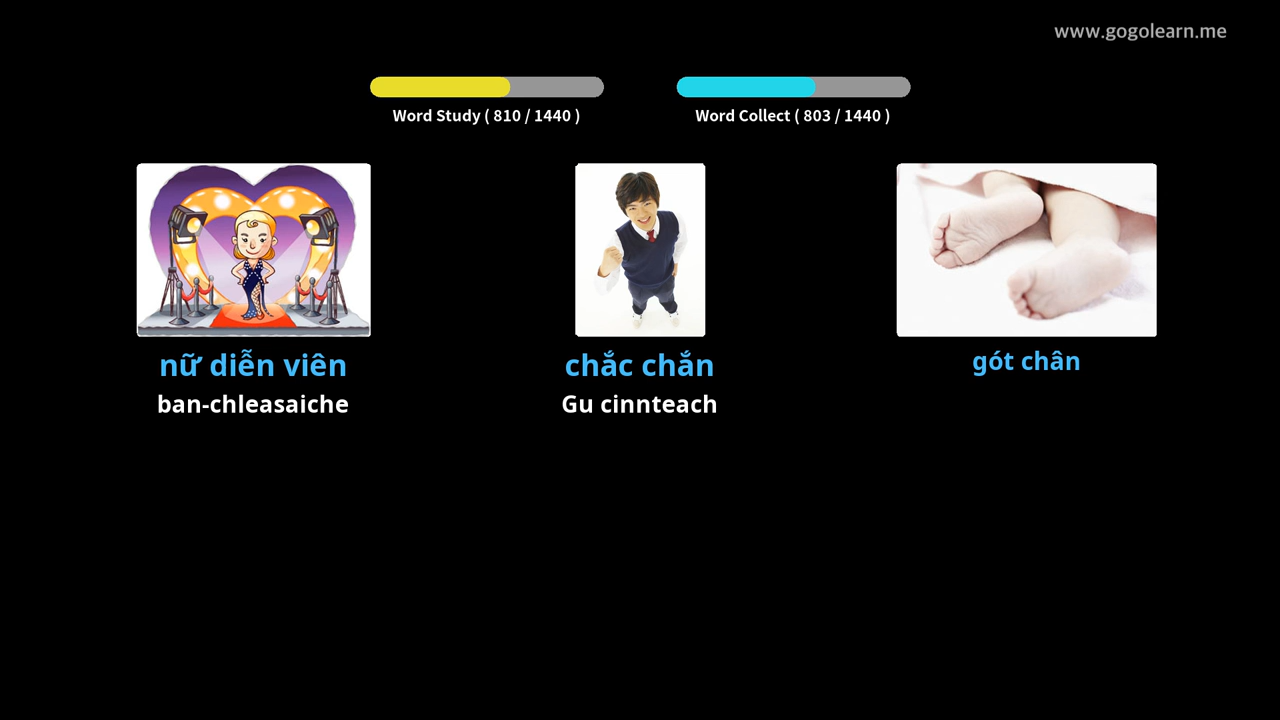 www.gogolearn.me
Word Study ( 810 / 1440 )
Word Collect ( 803 / 1440 )
nữ diễn viên
ban-chleasaiche
chắc chắn
Gu cinnteach
gót chân